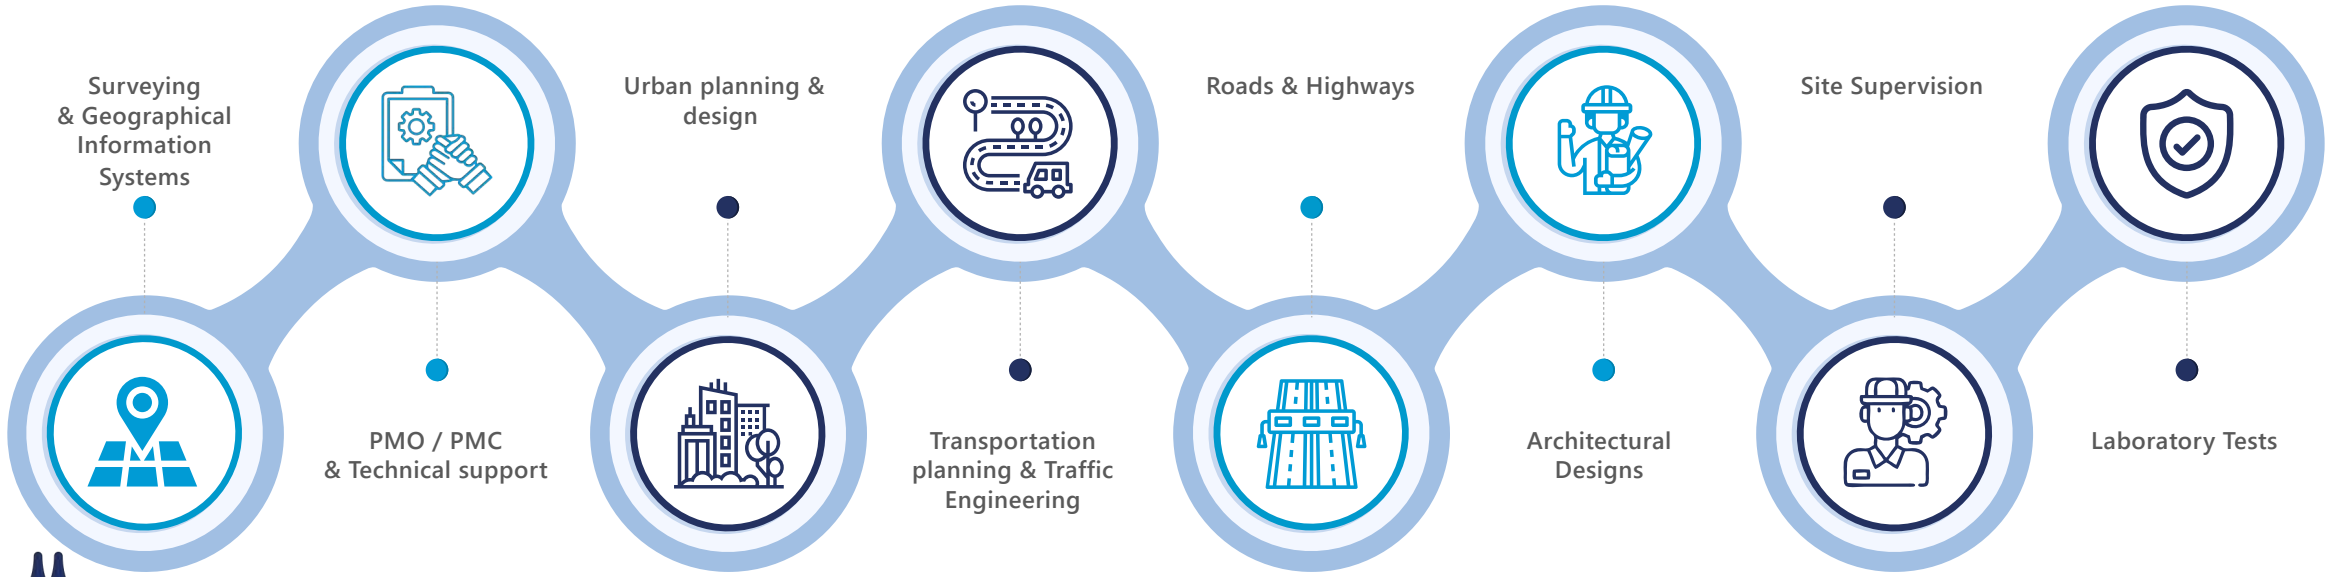 Surveying
& Geographical
Information
Systems
PMO / PMC
& Technical support
Urban planning &
design
Transportation
planning & Traffic
Engineering
Roads & Highways
Architectural
Designs
Site Supervision
Laboratory Tests